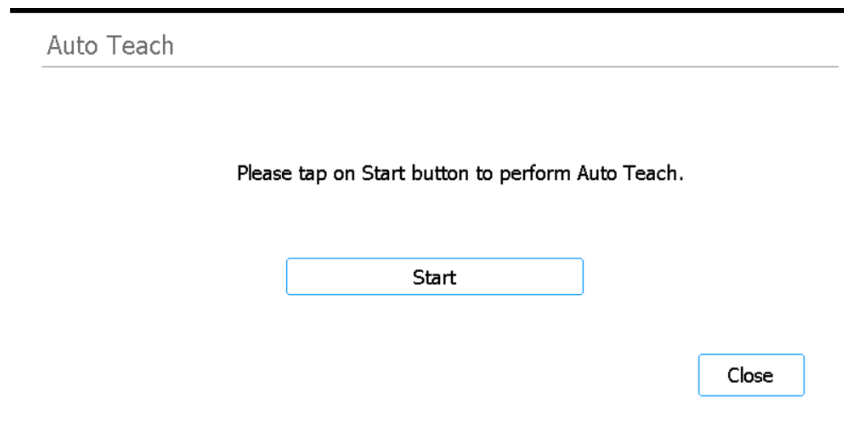 Auto Teach
Please tap on Start button to perform Auto Teach.
Start
Close